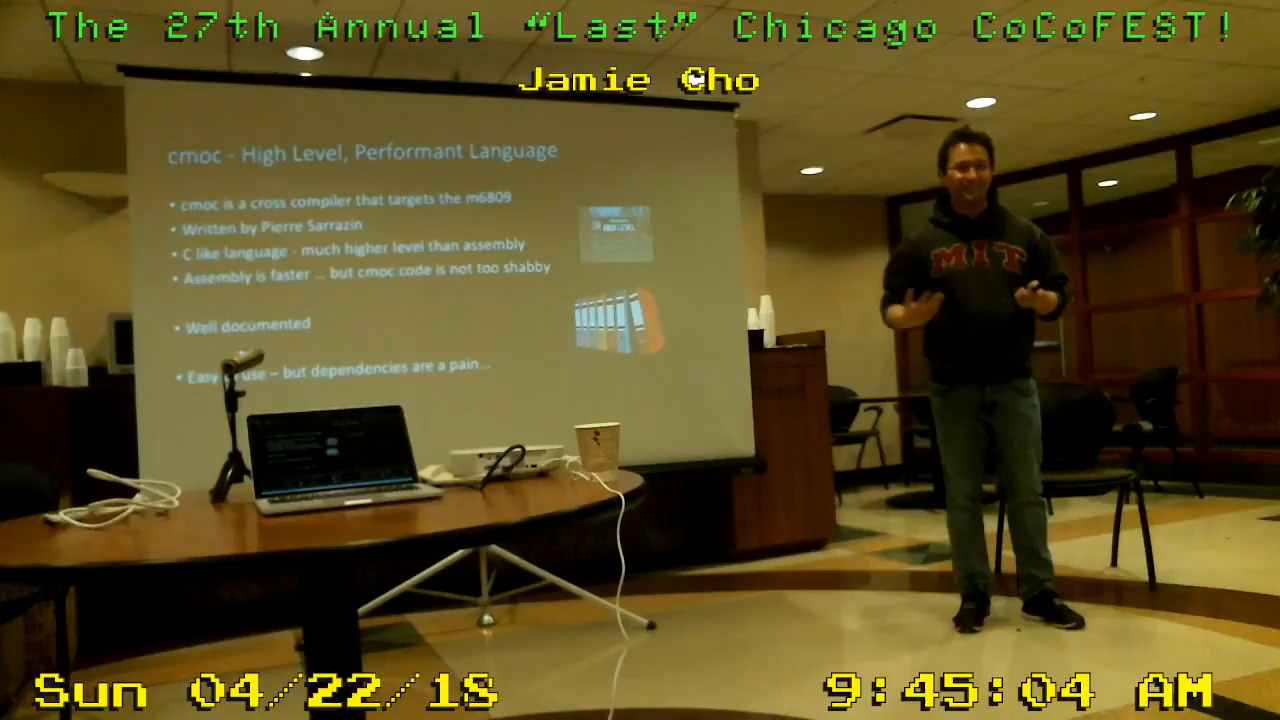 The 27th Annual “Last” Chicago CoCoFEST!
Jamie Cho
cmoc - High Level, Performant Language
• cmoc is a cross compiler that targets the m6809
• Written by Pierre Sarrazin
• C like language - much higher level than assembly
• Assembly is faster ... but cmoc code is not too shabby
HIGH LEVEL
• Well documented
• Easy use – but dependencies are a pain...
MIT
Sun 04/22/18
9:45:04 AM